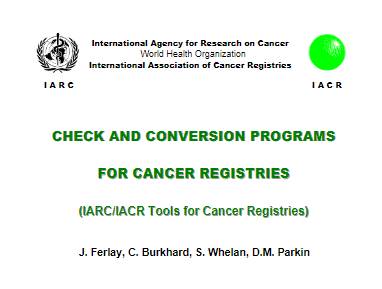 International Agency for Research on Cancer
World Health Organization
International Association of Cancer Registries
I A R C
I A C R
CHECK AND CONVERSION PROGRAMS
FOR CANCER REGISTRIES
(IARC/IACR Tools for Cancer Registries)
J. Ferlay, C. Burkhard, S. Whelan, D.M. Parkin